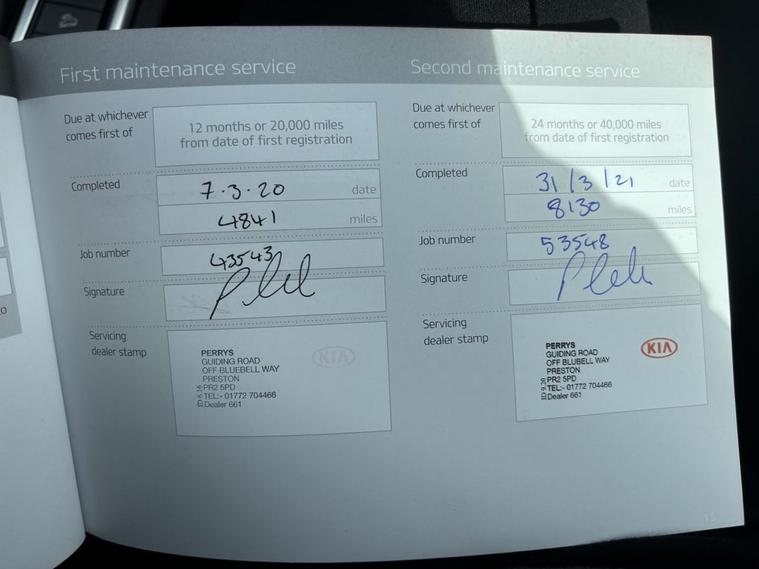 First maintenance service
Due at whichever
comes first of
12 months or 20,000 miles
from date of first registration
Completed
7.3.20 date
4841 miles
Job number
43543
Signature
Servicing
dealer stamp
PERRYS
GUIDING ROAD
OFF BLUEBELL WAY
PRESTON
PR2 5PD
TEL:- 01772 704466
Dealer 661
KIA
Second maintenance service
Due at whichever
comes first of
24 months or 40,000 miles
from date of first registration
Completed
31/3/21 date
8130 miles
Job number
53548
Signature
Servicing
dealer stamp
PERRYS
GUIDING ROAD
OFF BLUBELL WAY
PRESTON
PR2 5PD
TEL:- 01772 704466
Dealer 661
KIA